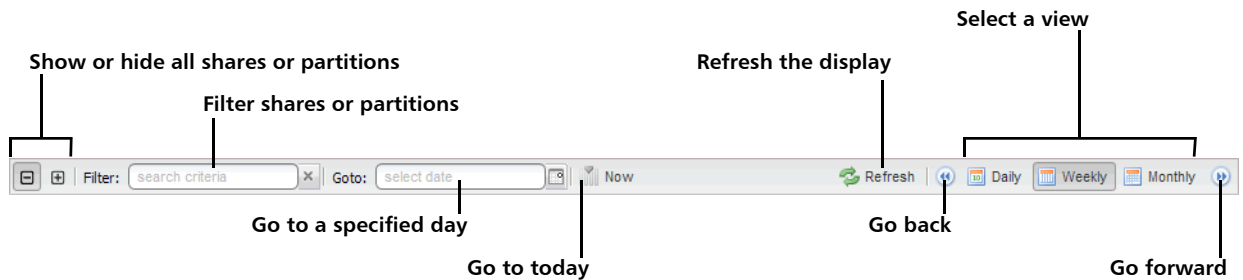 Select a view
Show or hide all shares or partitions
Refresh the display
Filter shares or partitions
Filter: search criteria Goto: select date Now Refresh 10 Daily Weekly Monthly
Go to a specified day
Go back
Go to today
Go forward